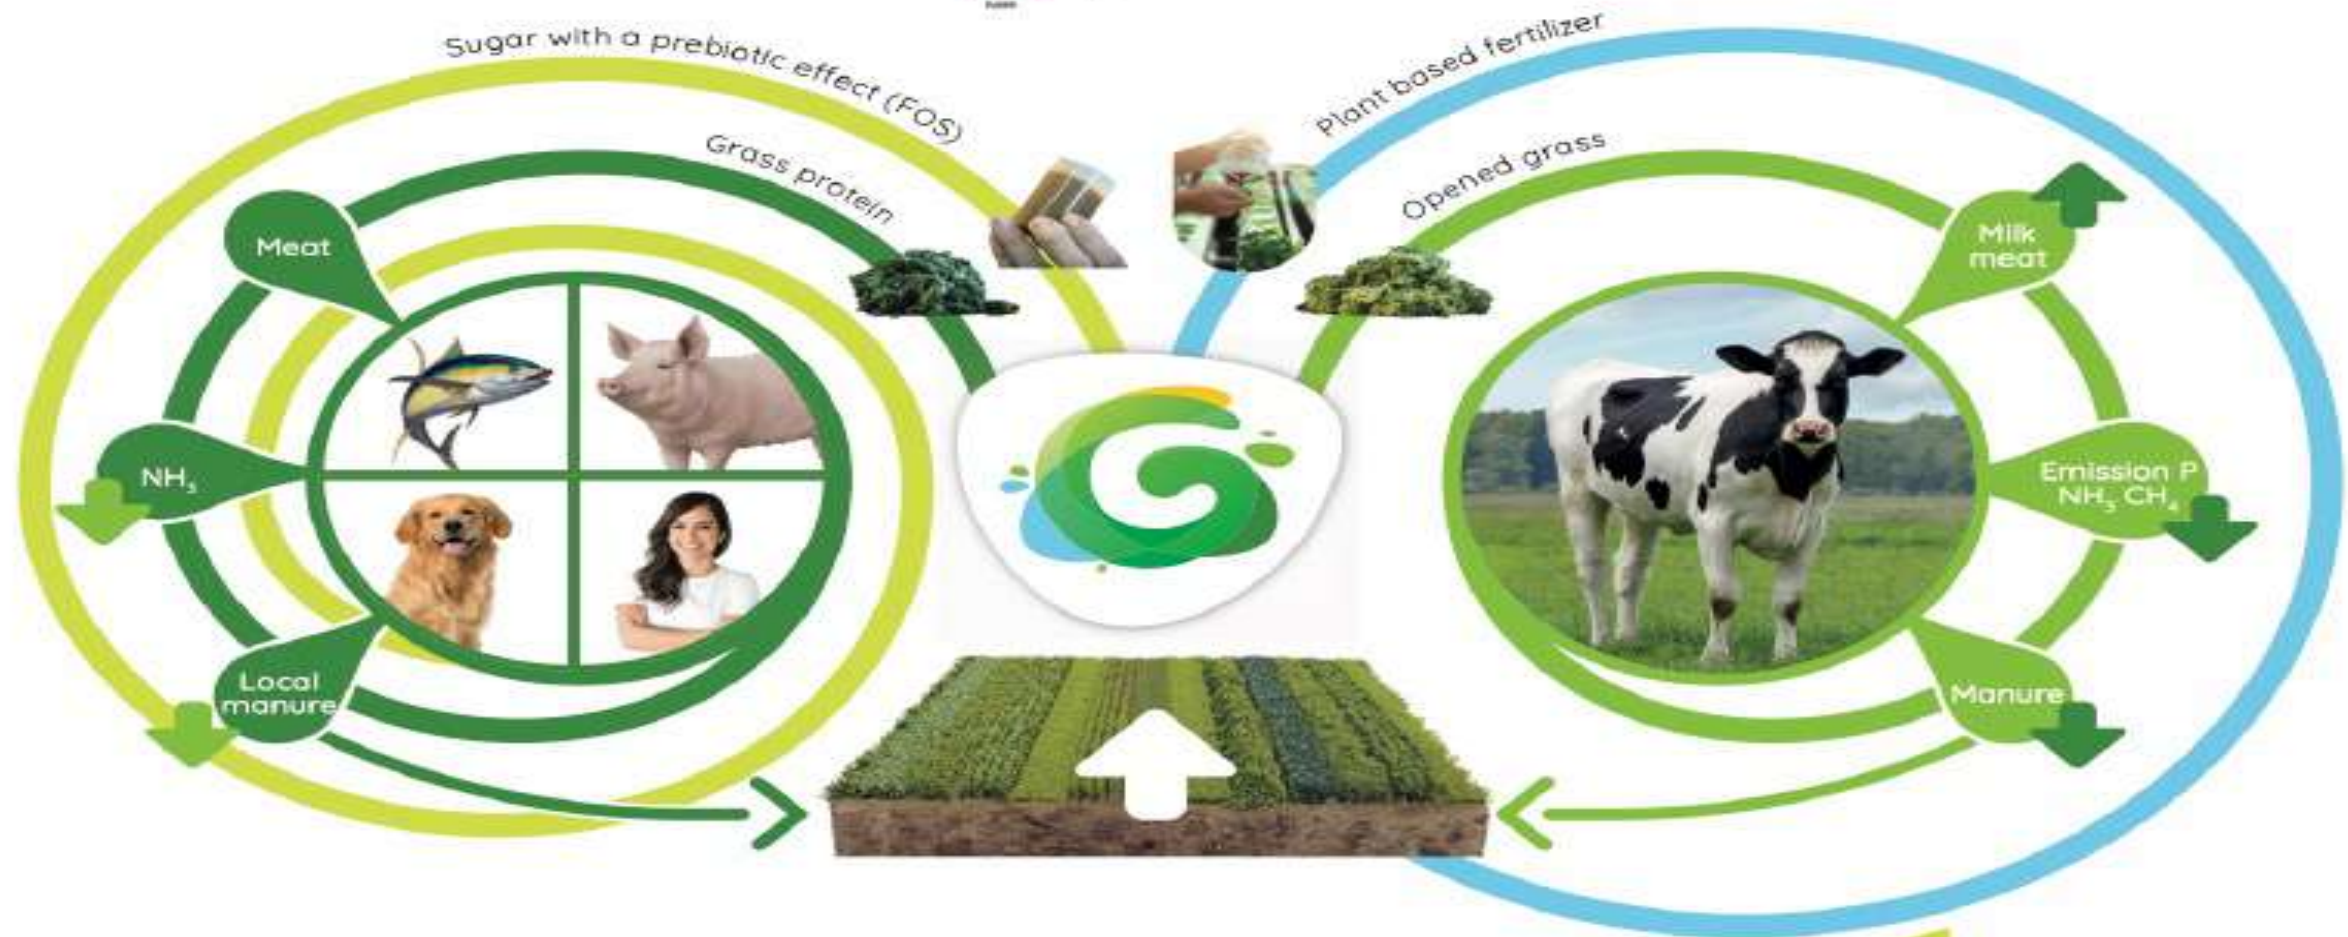 Sugar with a prebiotic effect (FOS)
Grass protein
Plant based fertilizer
Opened grass
Meat
NH₃
Local
manure
Milk
meat
Emission P
NH₃ CH₄
Manure